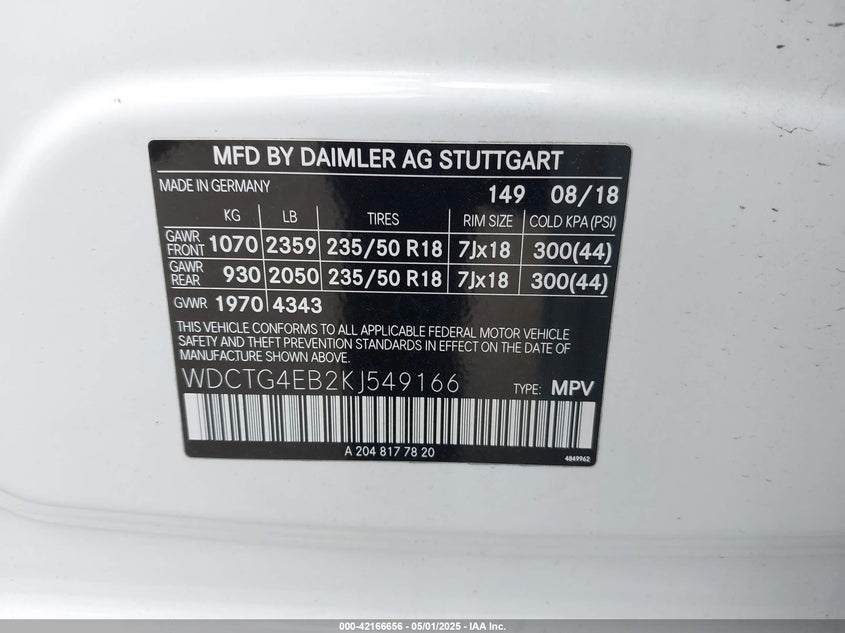 MFD BY DAIMLER AG STUTTGART
MADE IN GERMANY 149 08/18
KG LB TIRES RIM SIZE COLD KPA (PSI)
GAWR FRONT 1070 2359 235/50 R18 7Jx18 300(44)
GAWR REAR 930 2050 235/50 R18 7Jx18 300(44)
GVWR 1970 4343
THIS VEHICLE CONFORMS TO ALL APPLICABLE FEDERAL MOTOR VEHICLE
SAFETY AND THEFT PREVENTION STANDARDS IN EFFECT ON THE DATE OF
MANUFACTURE SHOWN ABOVE.
WDCTG4EB2KJ549166 TYPE: MPV
A 204 817 78 20 4849962
000-42166656 - 05/01/2025 - IAA Inc.